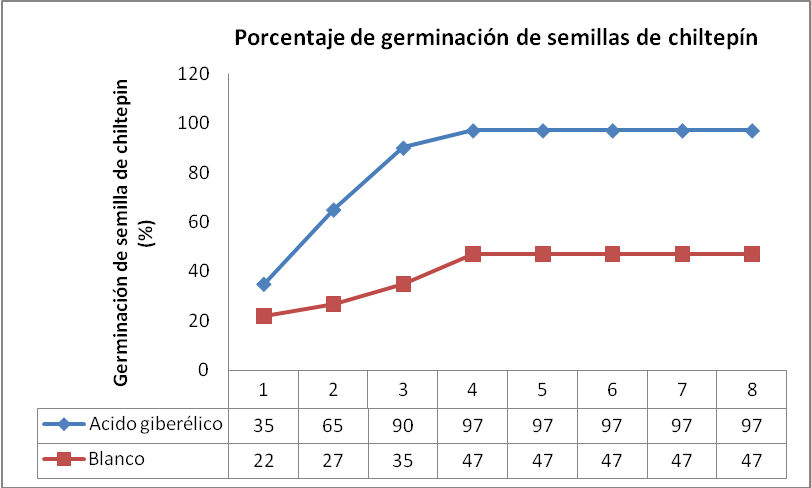 Porcentaje de germinación de semillas de chiltepín
Germinación de semilla de chiltepin
(%)
120
100
80
60
40
20
0
1 2 3 4 5 6 7 8
Acido giberélico 35 65 90 97 97 97 97 97
Blanco 22 27 35 47 47 47 47 47